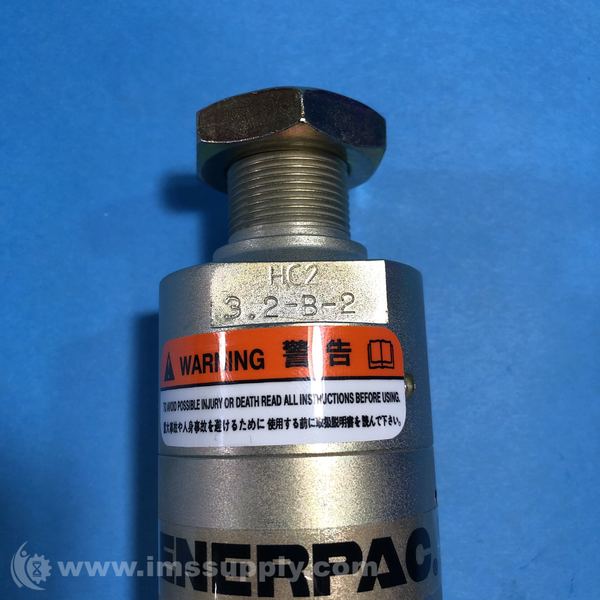 HC2
3.2-B-2
WARNING 警告
TO AVOID POSSIBLE INJURY OR DEATH READ ALL INSTRUCTIONS BEFORE USING.
重大事故や人身事故を避けるために 使用する前に取扱説明書を読んで下さい。
ENERPAC.
www.imssupply.com